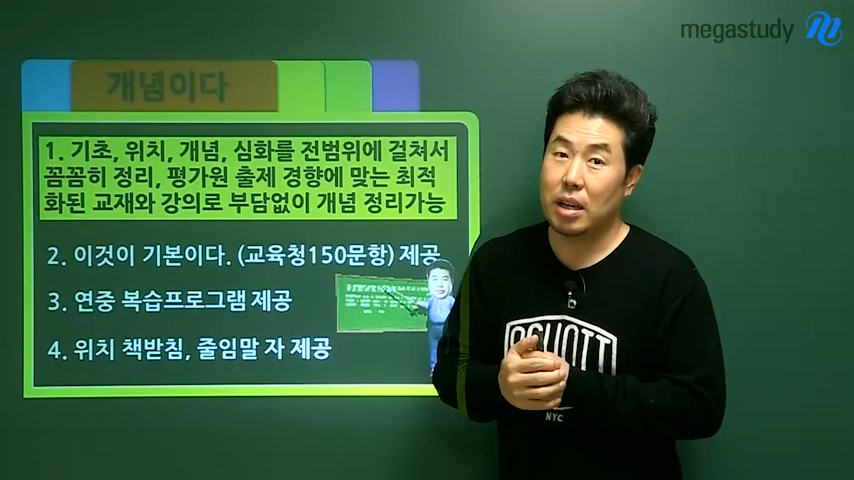 megastudy
개념이다
1. 기초, 위치, 개념, 심화를 전범위에 걸쳐서
꼼꼼히 정리, 평가원 출제 경향에 맞는 최적
화된 교재와 강의로 부담없이 개념 정리가능
2. 이것이 기본이다. (교육청150문항) 제공
3. 연중 복습프로그램 제공
4. 위치 책받침, 줄임말 자 제공
NYC